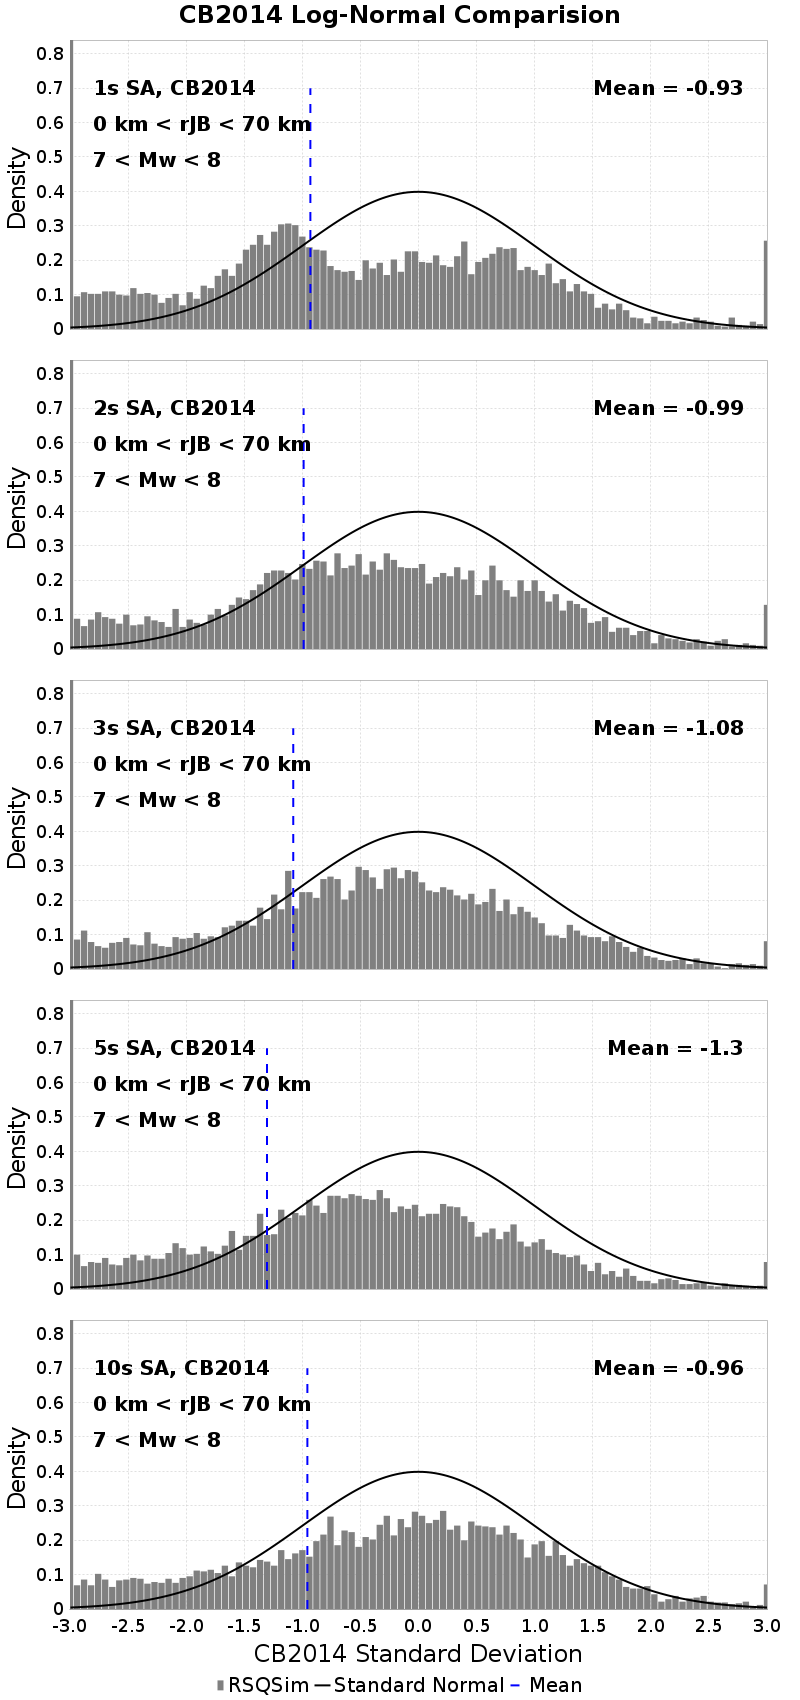 CB2014 Log-Normal Comparision
0.8
0.7
0.6
0.5
0.4
0.3
0.2
0.1
0
Density
1s SA, CB2014
Mean = -0.93
0 km < rJB < 70 km
7 < Mw < 8
0.8
0.7
0.6
0.5
0.4
0.3
0.2
0.1
0
Density
2s SA, CB2014
Mean = -0.99
0 km < rJB < 70 km
7 < Mw < 8
0.8
0.7
0.6
0.5
0.4
0.3
0.2
0.1
0
Density
3s SA, CB2014
Mean = -1.08
0 km < rJB < 70 km
7 < Mw < 8
0.8
0.7
0.6
0.5
0.4
0.3
0.2
0.1
0
Density
5s SA, CB2014
Mean = -1.3
0 km < rJB < 70 km
7 < Mw < 8
0.8
0.7
0.6
0.5
0.4
0.3
0.2
0.1
0
Density
10s SA, CB2014
Mean = -0.96
0 km < rJB < 70 km
7 < Mw < 8
-3.0 -2.5 -2.0 -1.5 -1.0 -0.5 0.0 0.5 1.0 1.5 2.0 2.5 3.0
CB2014 Standard Deviation
RSQSim Standard Normal Mean